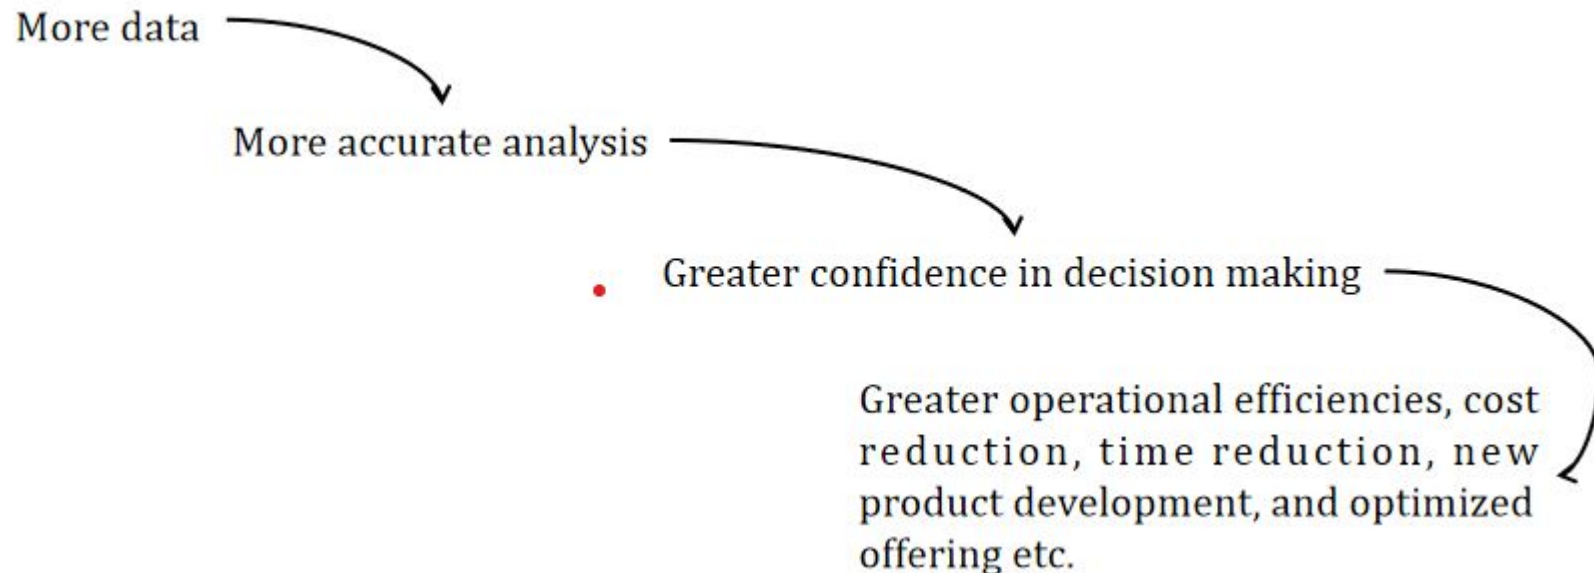 More data
More accurate analysis
Greater confidence in decision making
Greater operational efficiencies, cost
reduction, time reduction, new
product development, and optimized
offering etc.